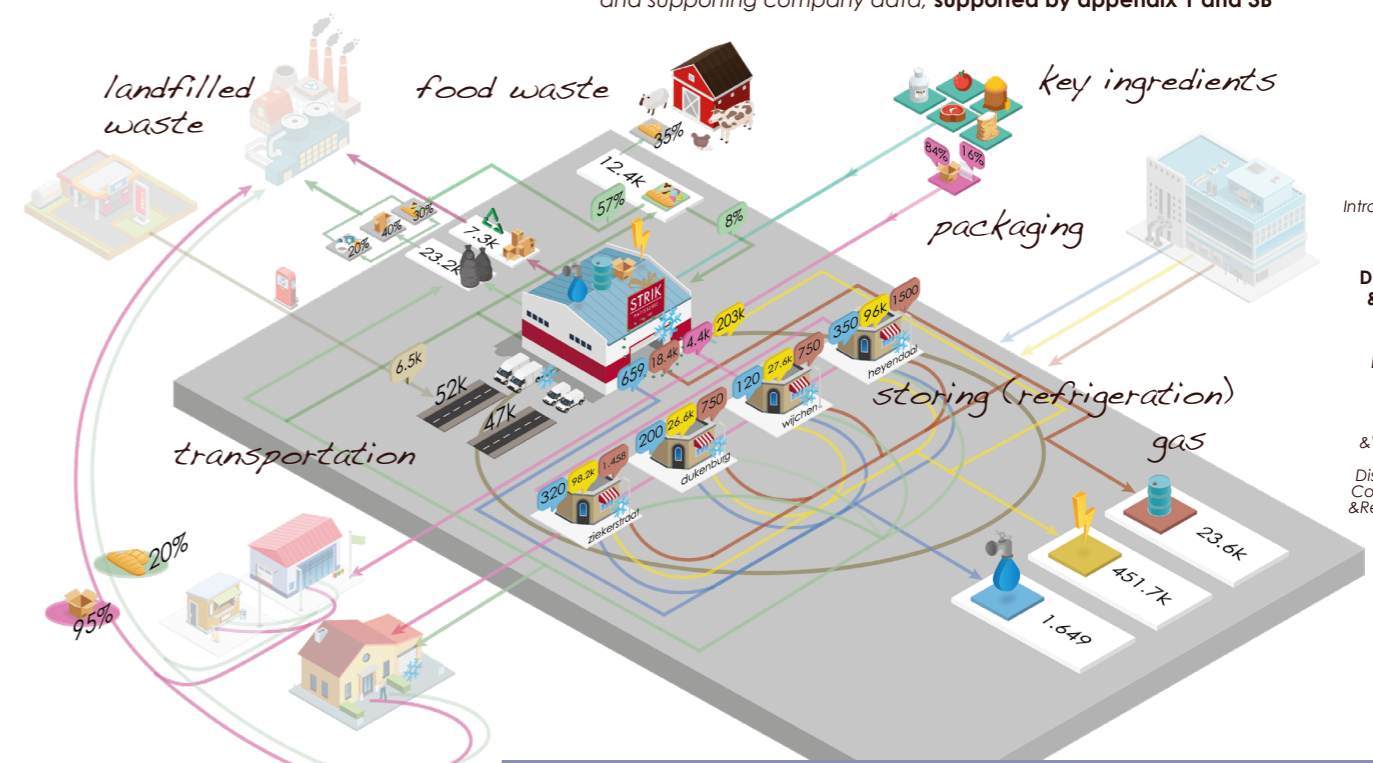 and supporting company data, supported by appendix 1 and 3B
landfilled
waste
food waste
key ingredients
35%
12.4k
84%
16%
57%
8%
30%
40%
20%
7.3k
23.2k
packaging
Intro
D
&
STRIK
PATISSERIE
659
18.4k
4.4k
203k
350
96k
1500
heyendaal
120
27.6k
750
wijchen
200
26.6k
750
dukenburg
320
98.2k
1.458
ziekerstraat
6.5k
52k
47k
storing (refrigeration)
gas
transportation
Dis
Co
&Re
23.6k
451.7k
1.649
20%
95%